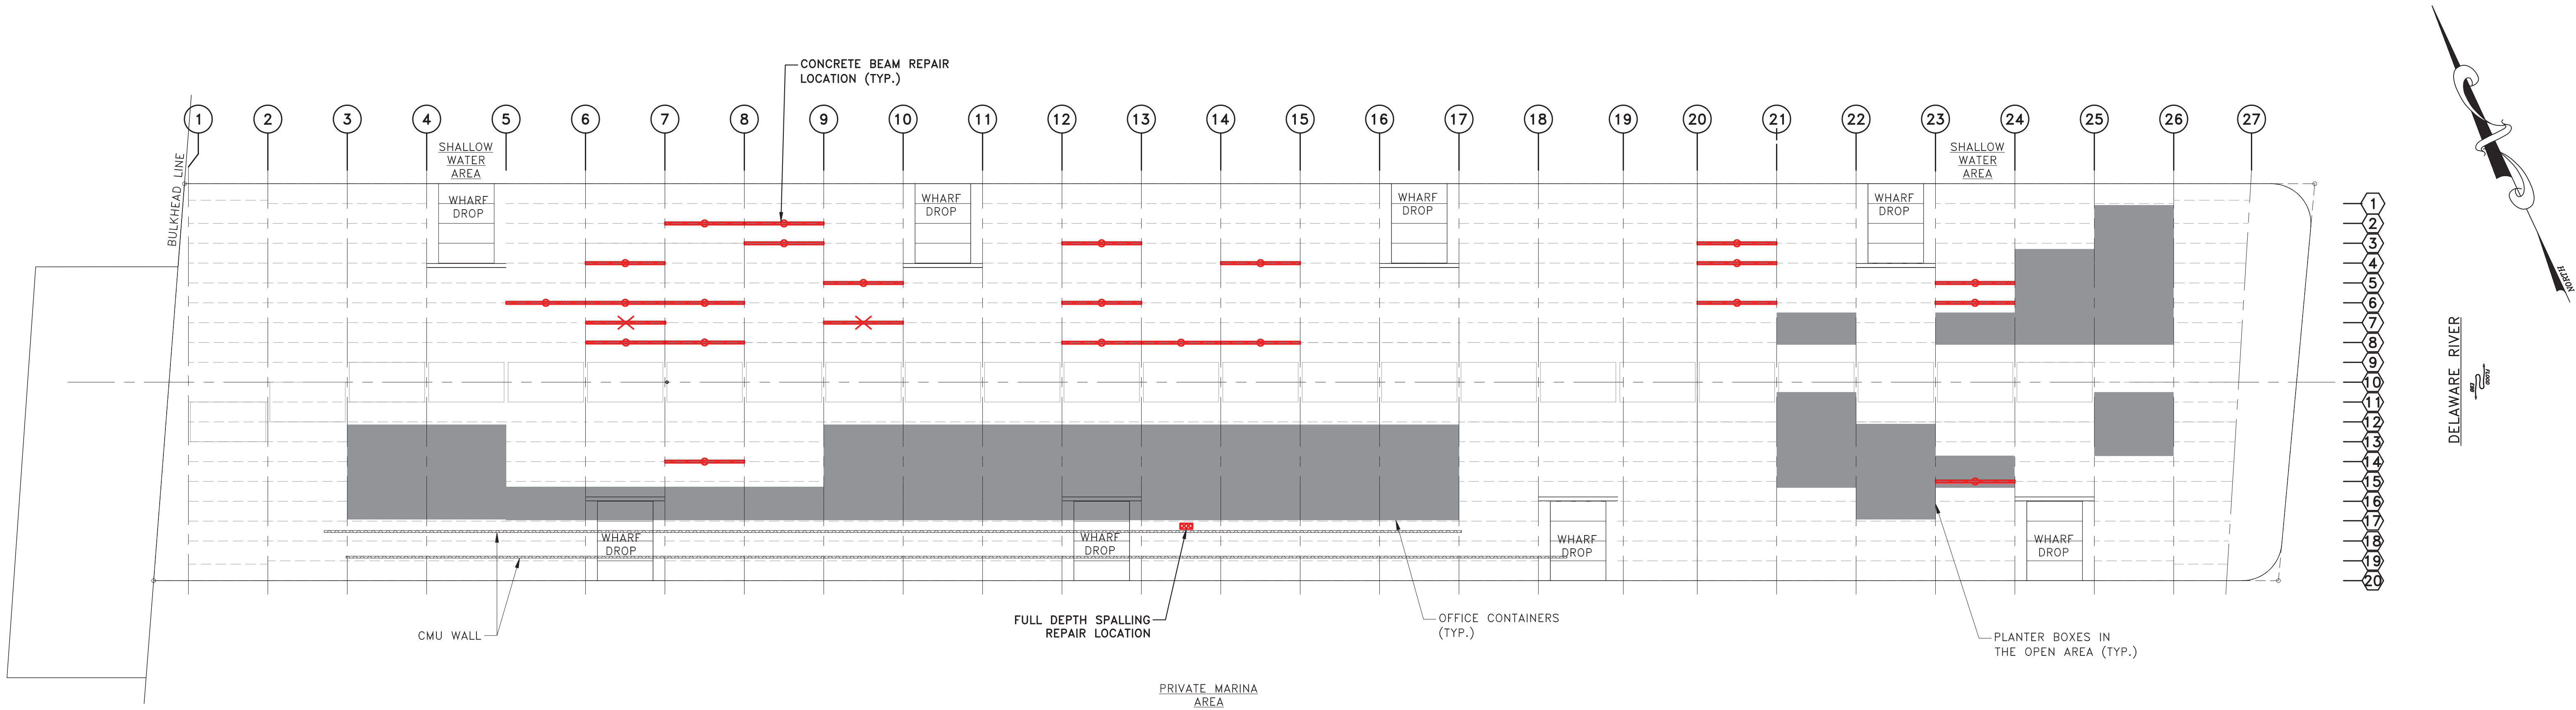 CONCRETE BEAM REPAIR
LOCATION (TYP.)
1 2 3 4 5 6 7 8 9 10 11 12 13 14 15 16 17 18 19 20 21 22 23 24 25 26 27
SHALLOW
WATER
AREA
SHALLOW
WATER
AREA
BULKHEAD LINE
WHARF
DROP
WHARF
DROP
WHARF
DROP
WHARF
DROP
NORTH
1
2
3
4
5
6
7
8
9
10
11
12
13
14
15
16
17
18
19
20
DELAWARE RIVER
FLOOD
EBB
WHARF
DROP
WHARF
DROP
WHARF
DROP
WHARF
DROP
CMU WALL
FULL DEPTH SPALLING
REPAIR LOCATION
OFFICE CONTAINERS
(TYP.)
PLANTER BOXES IN
THE OPEN AREA (TYP.)
PRIVATE MARINA
AREA